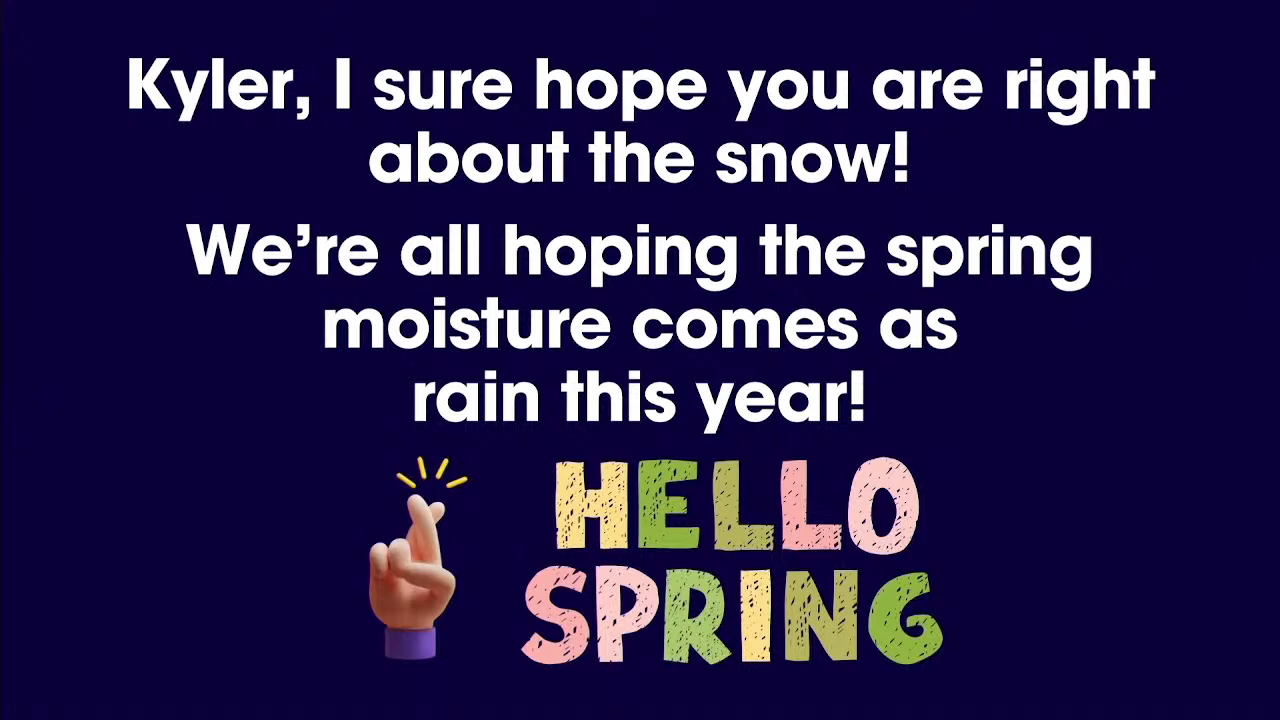 Kyler, I sure hope you are right
about the snow!
We’re all hoping the spring
moisture comes as
rain this year!
HELLO
SPRING